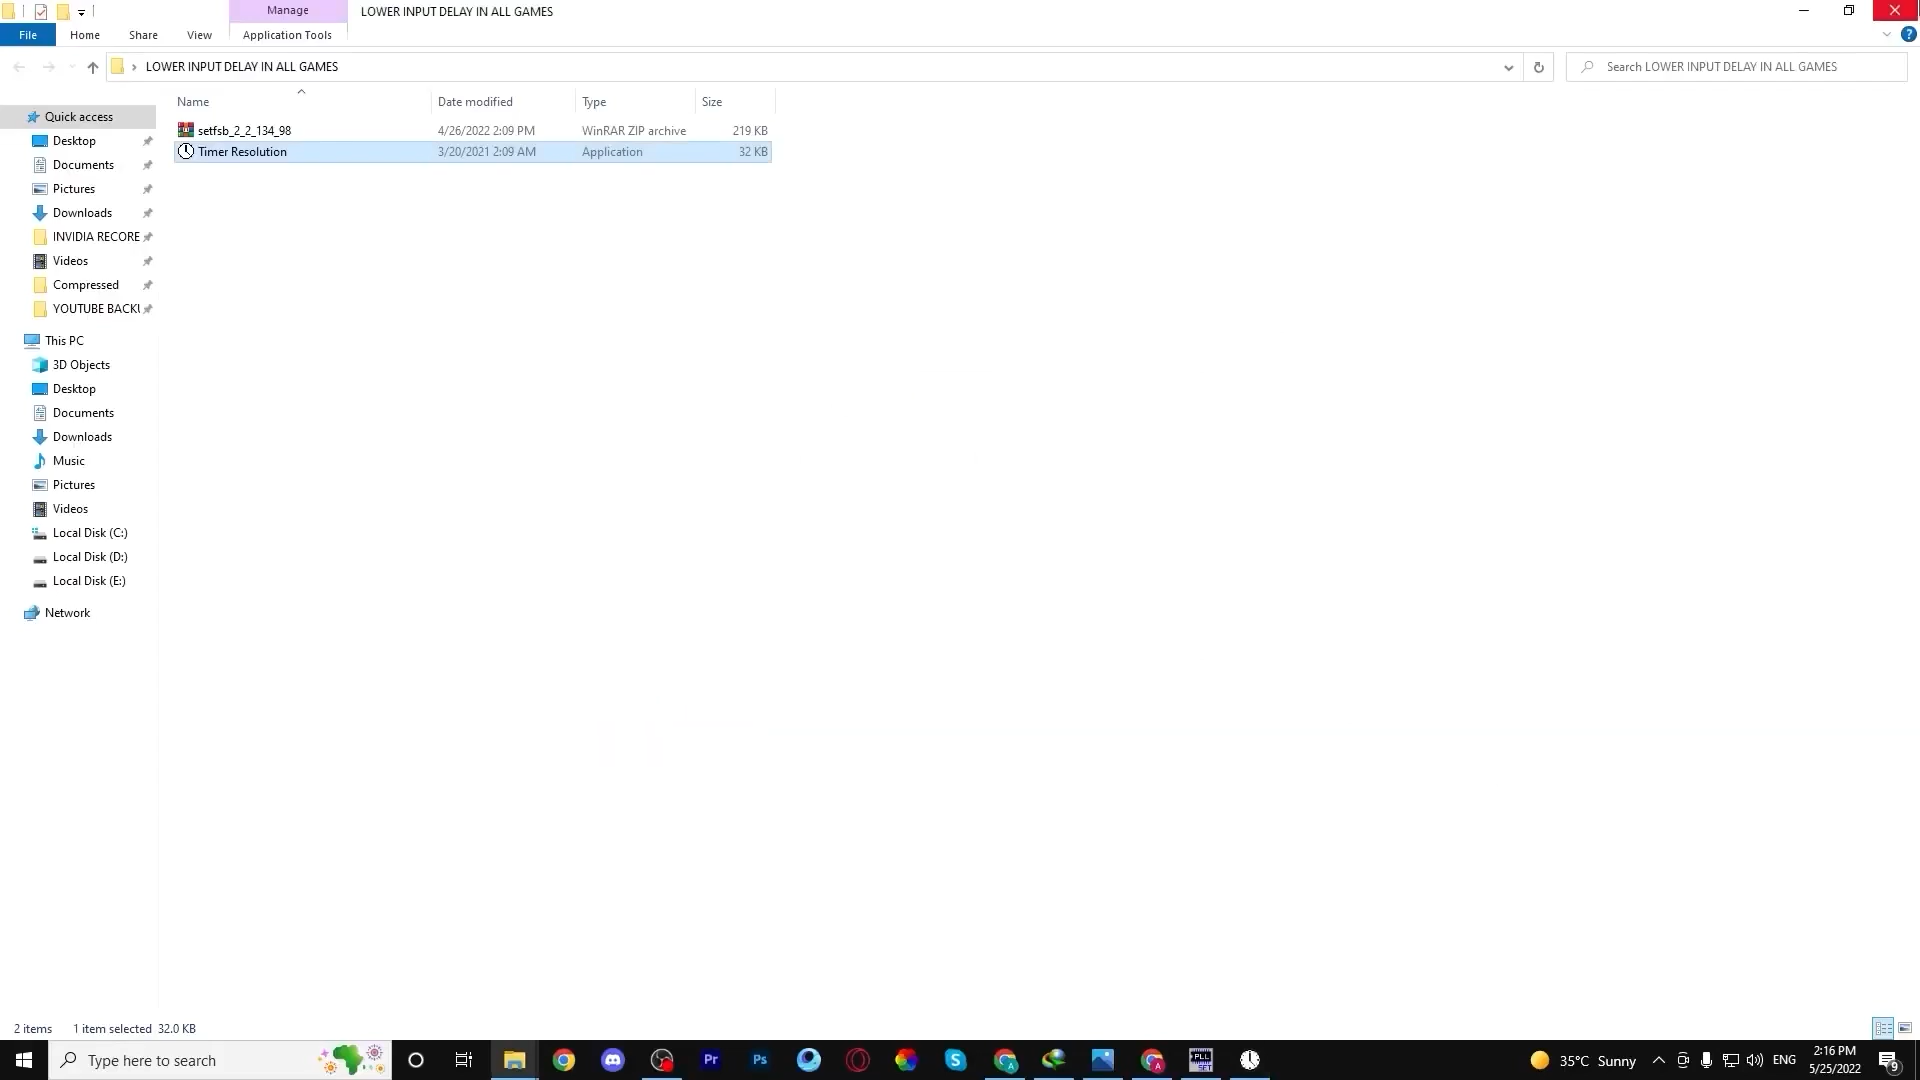 Manage
LOWER INPUT DELAY IN ALL GAMES
File
Home
Share
View
Application Tools
LOWER INPUT DELAY IN ALL GAMES
Search LOWER INPUT DELAY IN ALL GAMES
Name
Date modified
Type
Size
setfsb_2_2_134_98
4/26/2022 2:09 PM
WinRAR ZIP archive
219 KB
Timer Resolution
3/20/2021 2:09 AM
Application
32 KB
Quick access
Desktop
Documents
Pictures
Downloads
INVIDIA RECORE
Videos
Compressed
YOUTUBE BACKU
This PC
3D Objects
Desktop
Documents
Downloads
Music
Pictures
Videos
Local Disk (C:)
Local Disk (D:)
Local Disk (E:)
Network
2 items
1 item selected 32.0 KB
Type here to search
Pr
Ps
A
A
PLL
SET
35°C Sunny
ENG
2:16 PM
5/25/2022
9